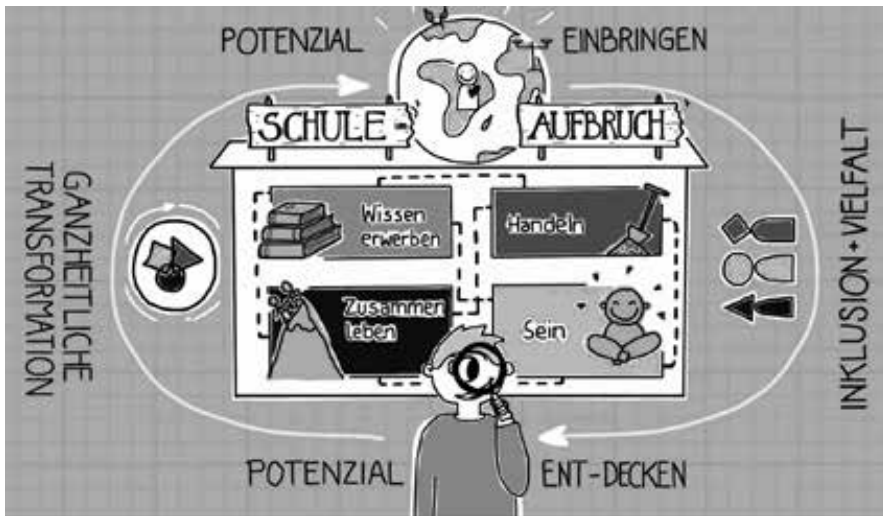 POTENZIAL EINBRINGEN
SCHULE - AUFBRUCH
GANZHEITLICHE
TRANSFORMATION
Wissen
erwerben
Handeln
Zusammen
leben
Sein
INKLUSION+VIELFALT
POTENZIAL ENT-DECKEN